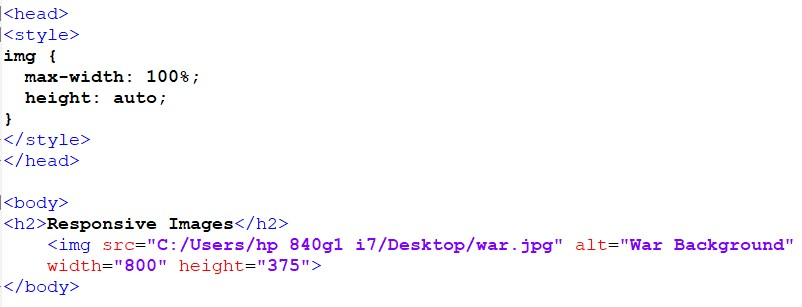 <head>
<style>
img {
  max-width: 100%;
  height: auto;
}
</style>
</head>

<body>
<h2>Responsive Images</h2>
    <img src="C:/Users/hp 840g1 i7/Desktop/war.jpg" alt="War Background"
    width="800" height="375">
</body>